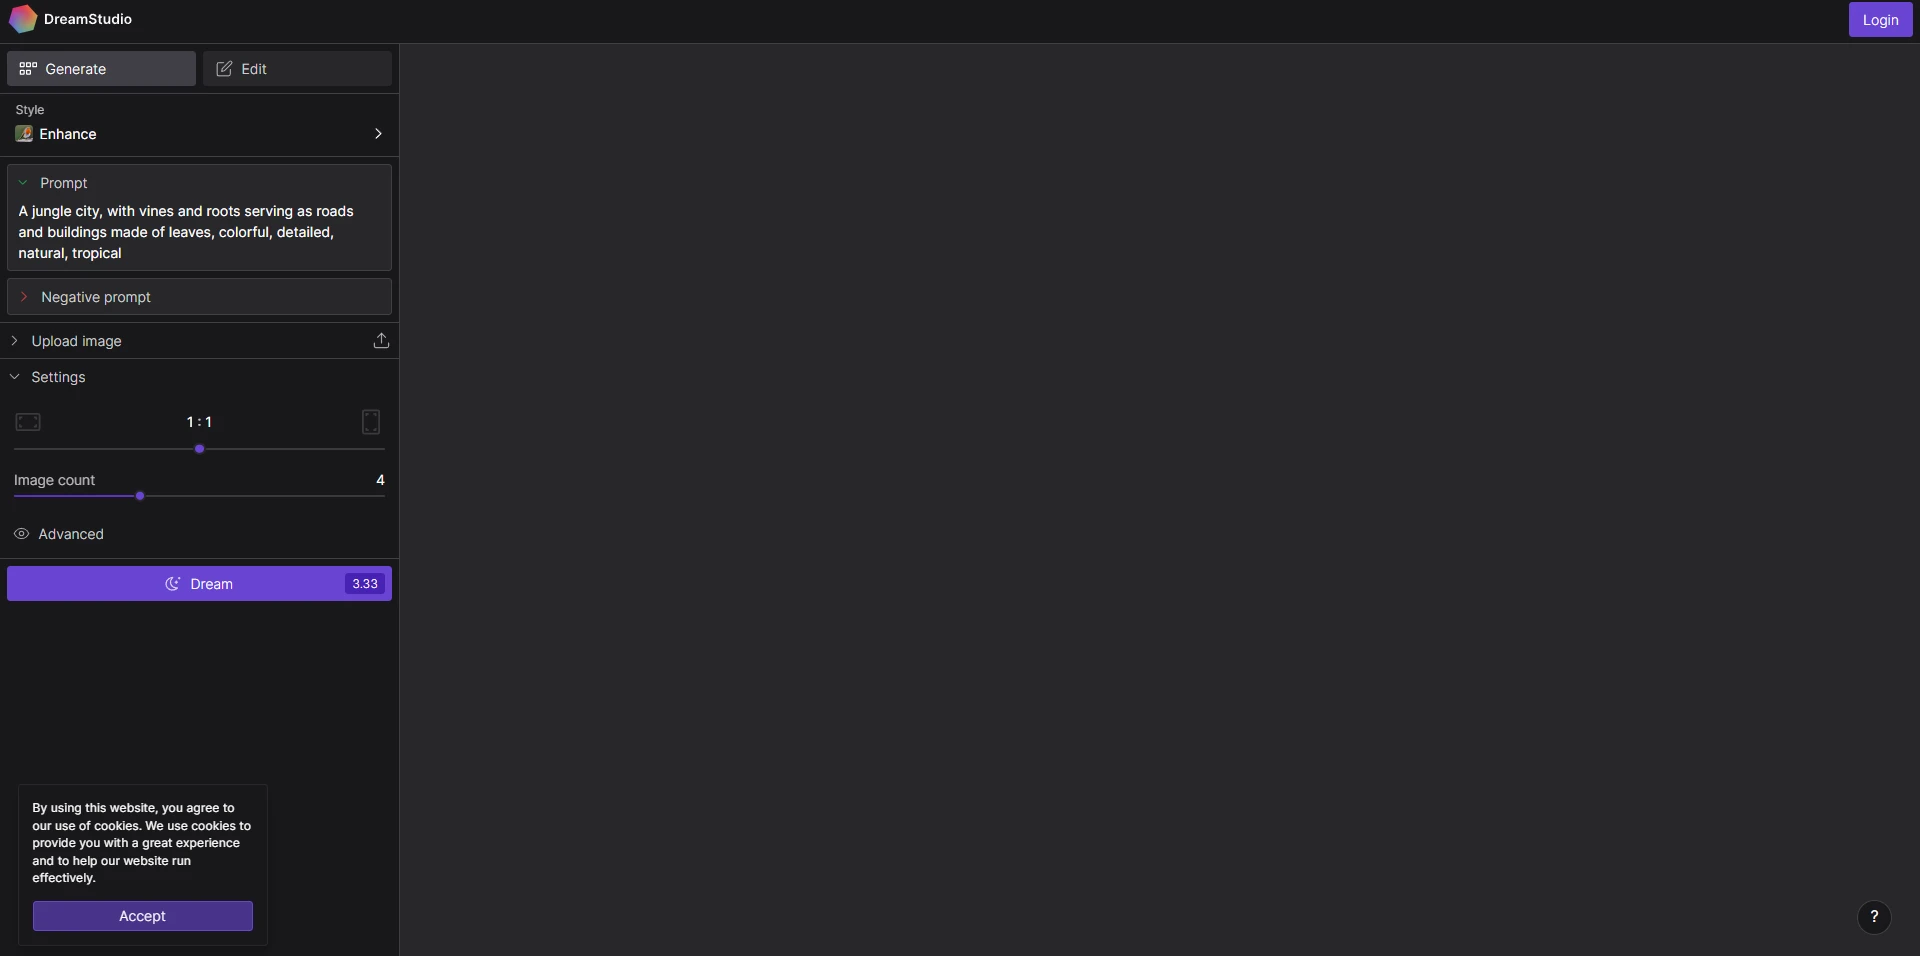 DreamStudio
Login
Generate
Edit
Style
Enhance
Prompt
A jungle city, with vines and roots serving as roads
and buildings made of leaves, colorful, detailed,
natural, tropical
Negative prompt
Upload image
Settings
1 : 1
Image count
4
Advanced
Dream
3.33
By using this website, you agree to
our use of cookies. We use cookies to
provide you with a great experience
and to help our website run
effectively.
Accept
?